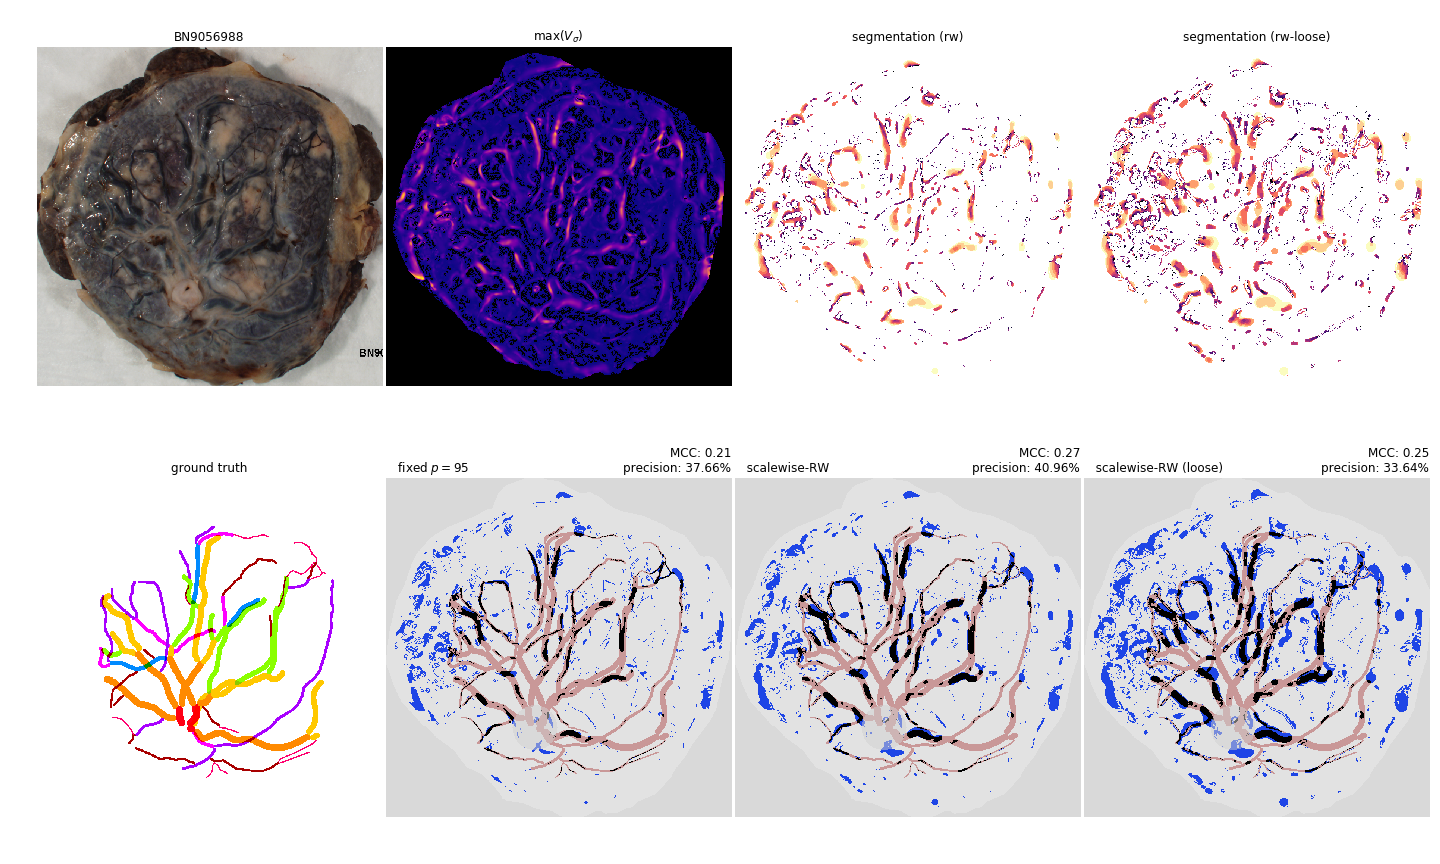 BN9056988
max(V_σ)
segmentation (rw)
segmentation (rw-loose)
ground truth
fixed p = 95
MCC: 0.21
precision: 37.66%
scalewise-RW
MCC: 0.27
precision: 40.96%
scalewise-RW (loose)
MCC: 0.25
precision: 33.64%